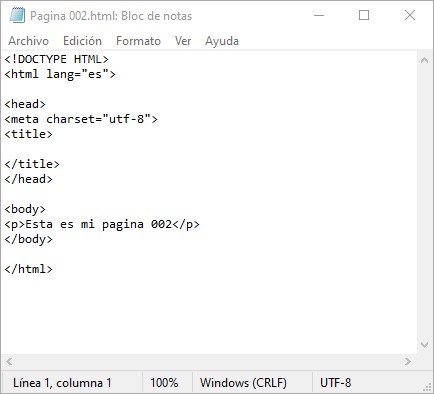 Pagina 002.html: Bloc de notas
Archivo Edición Formato Ver Ayuda
<!DOCTYPE HTML>
<html lang="es">
<head>
<meta charset="utf-8">
<title>
</title>
</head>
<body>
<p>Esta es mi pagina 002</p>
</body>
</html>
Línea 1, columna 1 100% Windows (CRLF) UTF-8